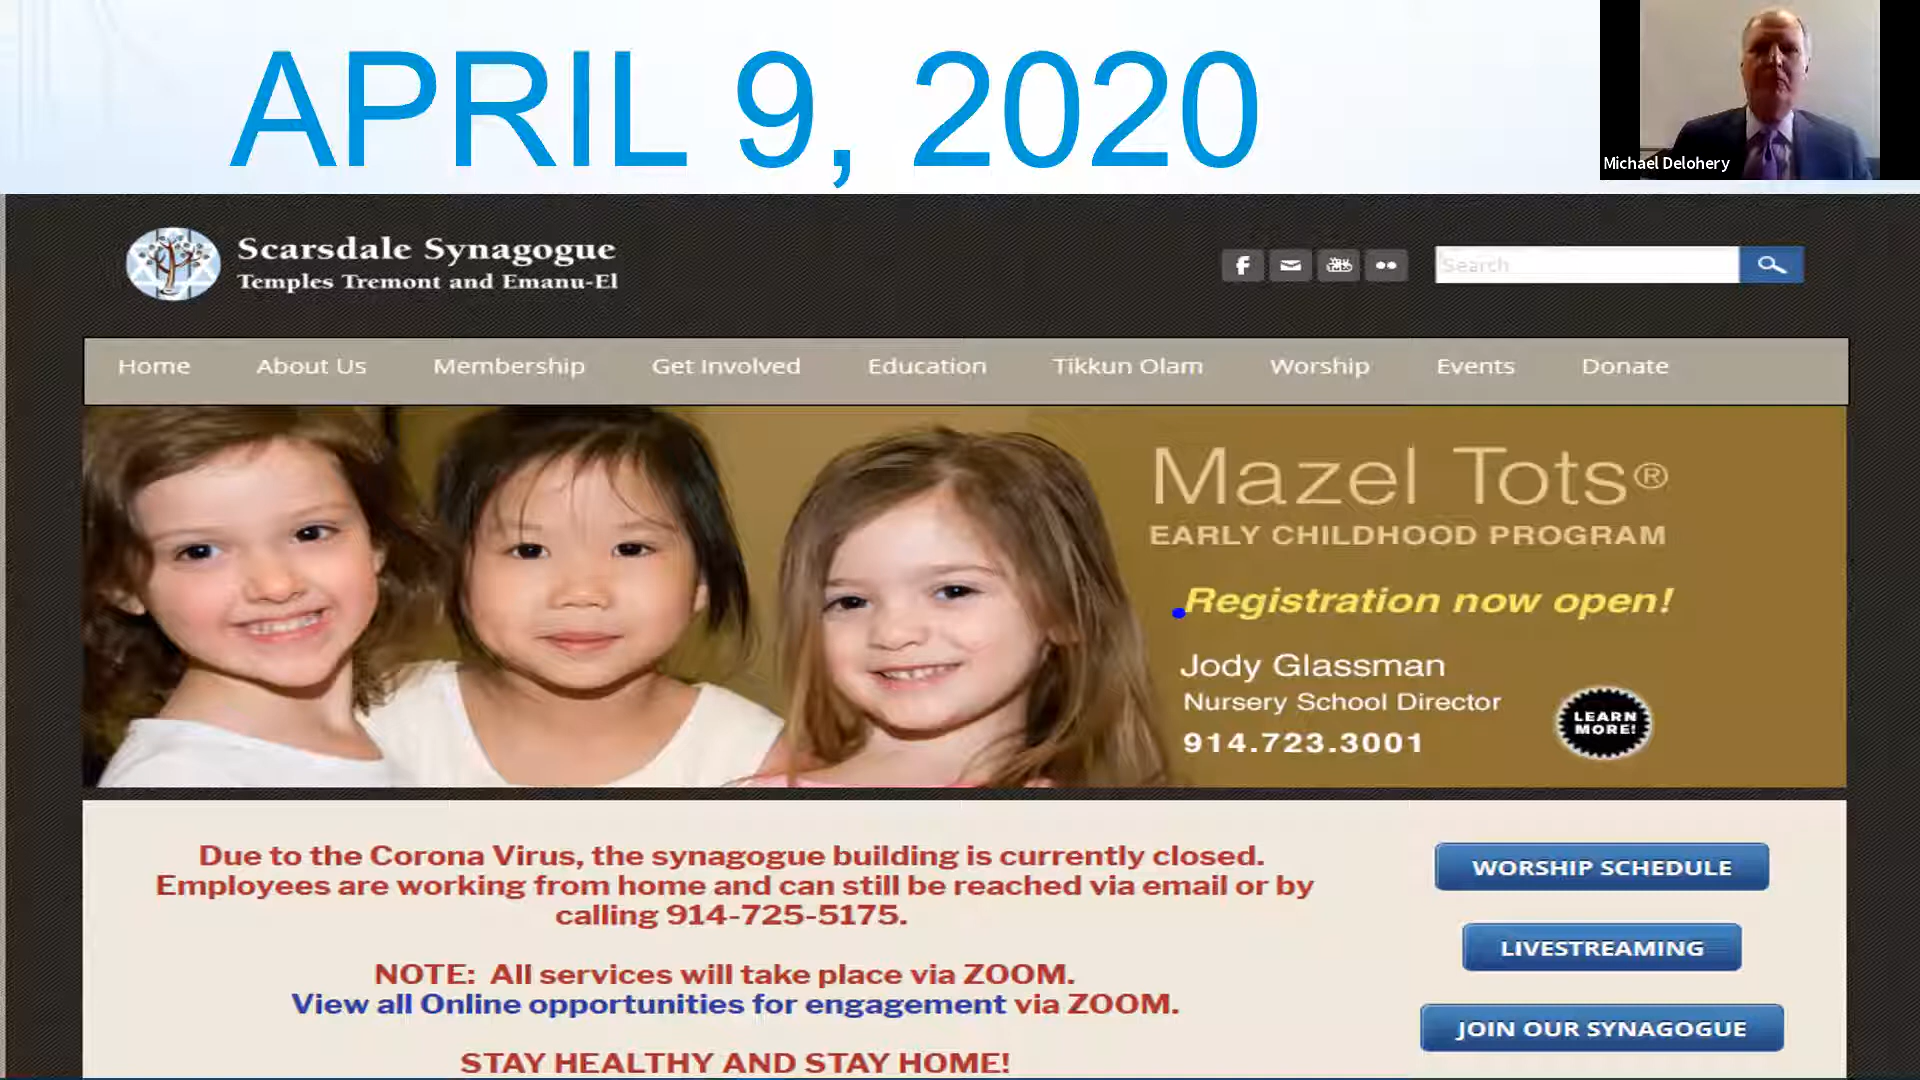 APRIL 9, 2020
Michael Delohery
Scarsdale Synagogue
Temples Tremont and Emanu-El
Search
Home About Us Membership Get Involved Education Tikkun Olam Worship Events Donate
Mazel Tots®
EARLY CHILDHOOD PROGRAM
Registration now open!
Jody Glassman
Nursery School Director
914.723.3001
LEARN
MORE!
Due to the Corona Virus, the synagogue building is currently closed.
Employees are working from home and can still be reached via email or by
calling 914-725-5175.
NOTE: All services will take place via ZOOM.
View all Online opportunities for engagement via ZOOM.
STAY HEALTHY AND STAY HOME!
WORSHIP SCHEDULE
LIVESTREAMING
JOIN OUR SYNAGOGUE